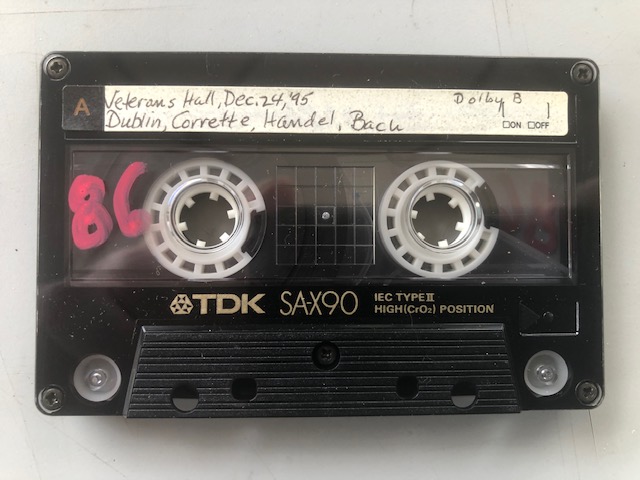 A
Veterans Hall, Dec. 24, '95
Dublin, Corrette, Handel, Bach
Dolby B
ON OFF
86
TDK SA-X90
IEC TYPE II
HIGH(CrO₂) POSITION